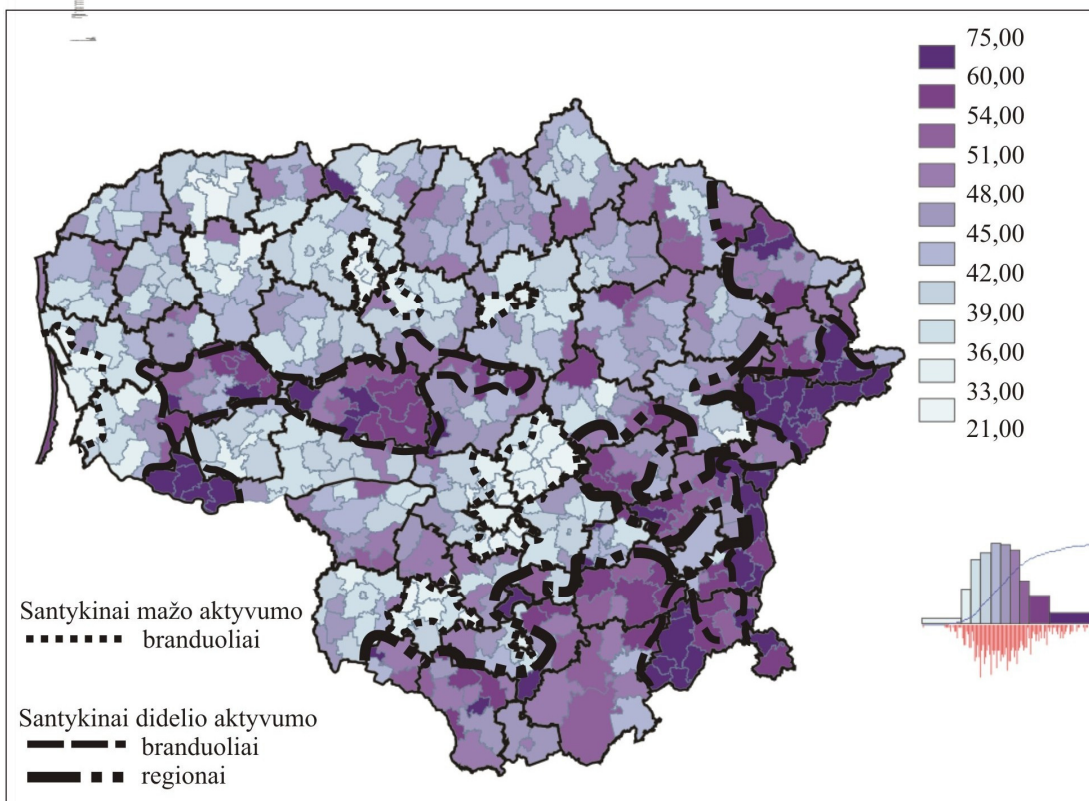 75,00
60,00
54,00
51,00
48,00
45,00
42,00
39,00
36,00
33,00
21,00
Santykinai mažo aktyvumo
branduoliai
Santykinai didelio aktyvumo
branduoliai
regionai